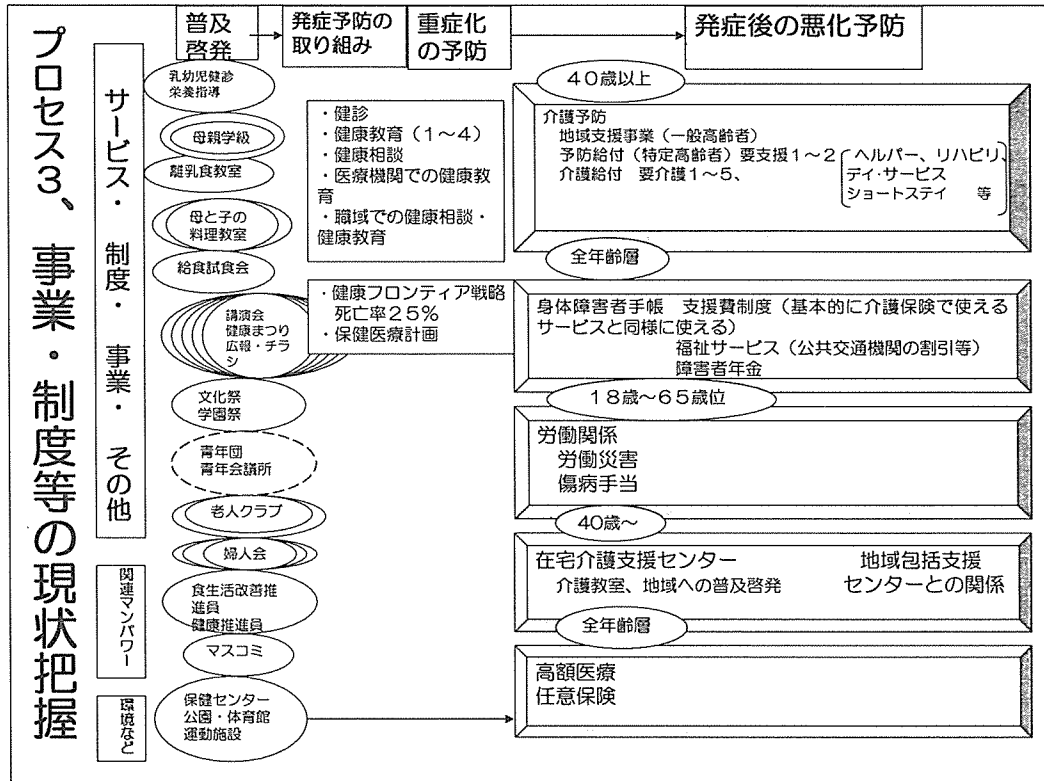 プロセス3、事業・制度等の現状把握
サービス・制度・事業・その他
関連マンパワー
環境など
普及
啓発
発症予防の
取り組み
重症化
の予防
発症後の悪化予防
乳幼児健診
栄養指導
母親学級
離乳食教室
母と子の
料理教室
給食試食会
講演会
健康まつり
広報・チラ
シ
文化祭
学園祭
青年団
青年会議所
老人クラブ
婦人会
食生活改善推
進員
健康推進員
マスコミ
保健センター
公園・体育館
運動施設
・健診
・健康教育(1~4)
・健康相談
・医療機関での健康教
育
・職域での健康相談・
健康教育
・健康フロンティア戦略
死亡率25%
・保健医療計画
40歳以上
介護予防
地域支援事業(一般高齢者)
予防給付(特定高齢者)要支援1~2
介護給付 要介護1~5、
ヘルパー、リハビリ、
デイ・サービス
ショートステイ 等
全年齢層
身体障害者手帳 支援費制度(基本的に介護保険で使える
サービスと同様に使える)
福祉サービス(公共交通機関の割引等)
障害者年金
18歳~65歳位
労働関係
労働災害
傷病手当
40歳~
在宅介護支援センター 地域包括支援
介護教室、地域への普及啓発 センターとの関係
全年齢層
高額医療
任意保険